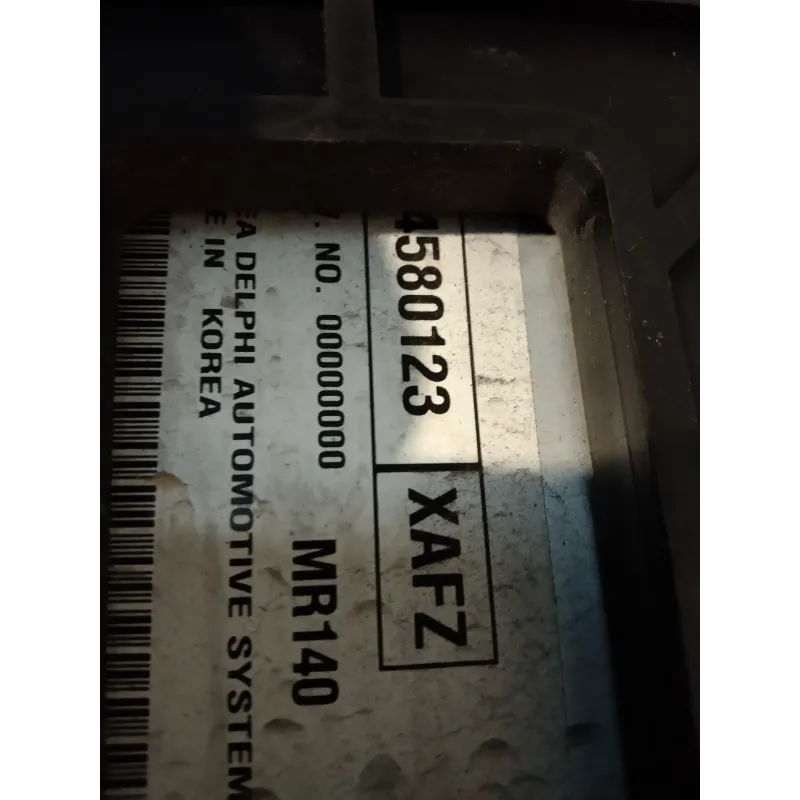 4580123 XAFZ
. NO. 00000000 MR140
EA DELPHI AUTOMOTIVE SYSTEM
E IN KOREA